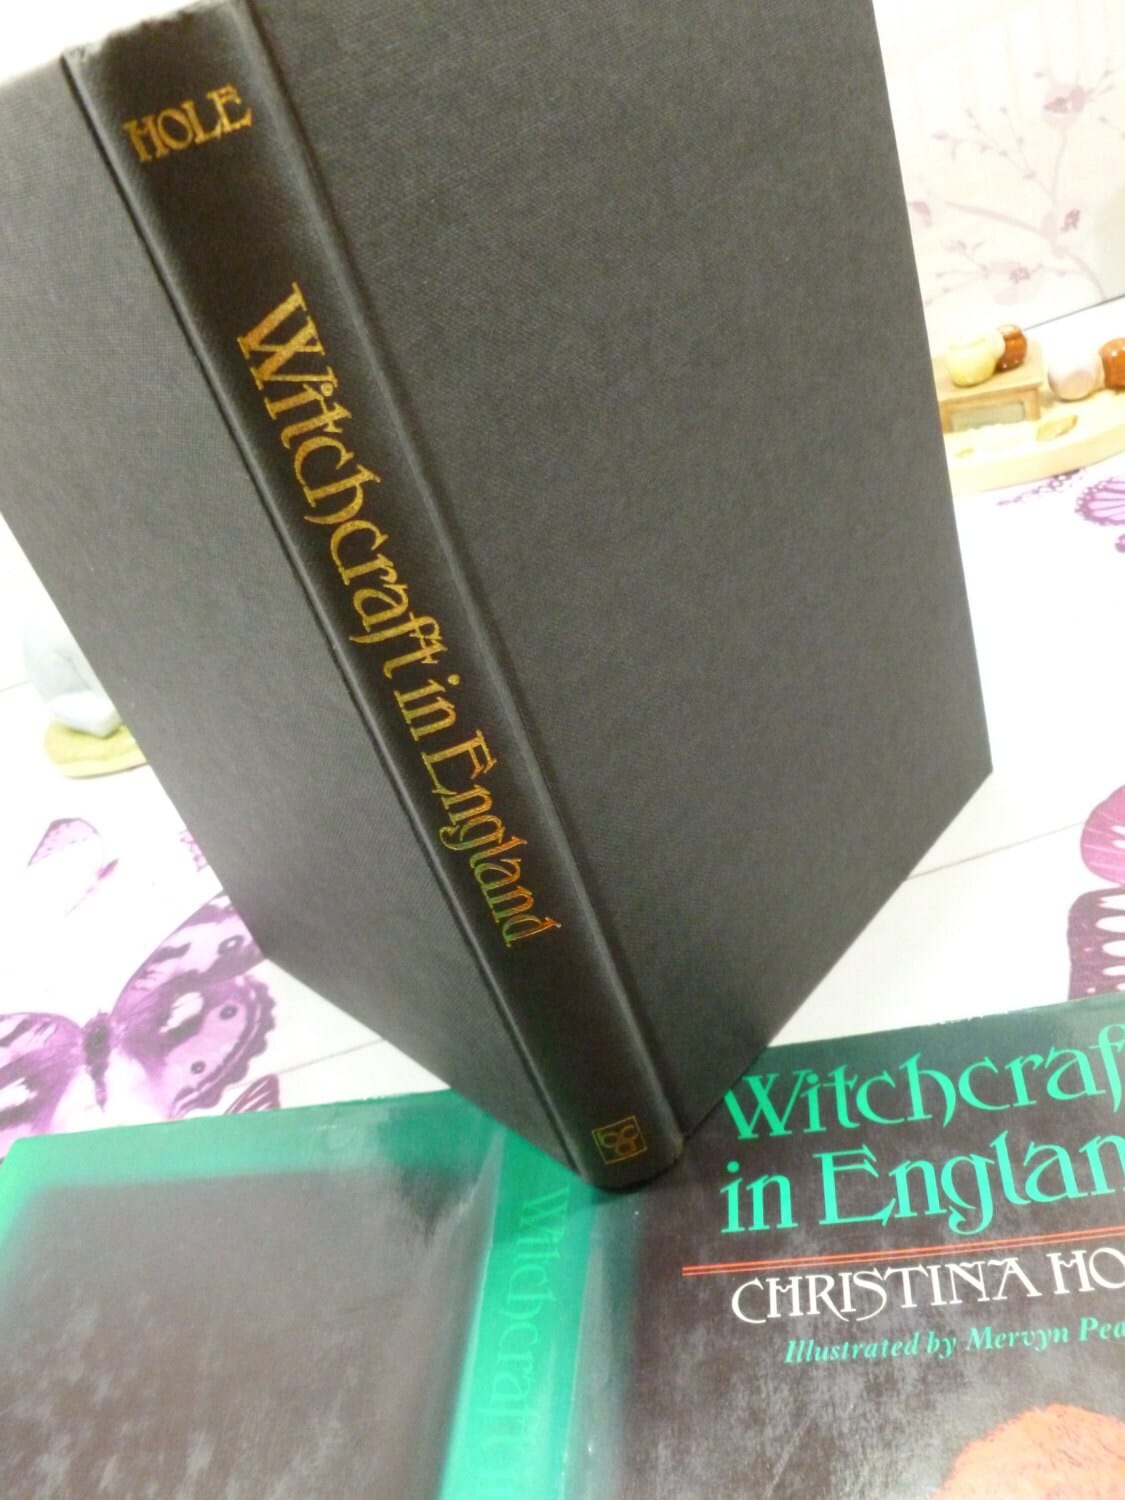 HOLE
Witchcraft in England
Witchcraf
in Englan
CHRISTINA HO
Illustrated by Mervyn Pea
Witchcraft i